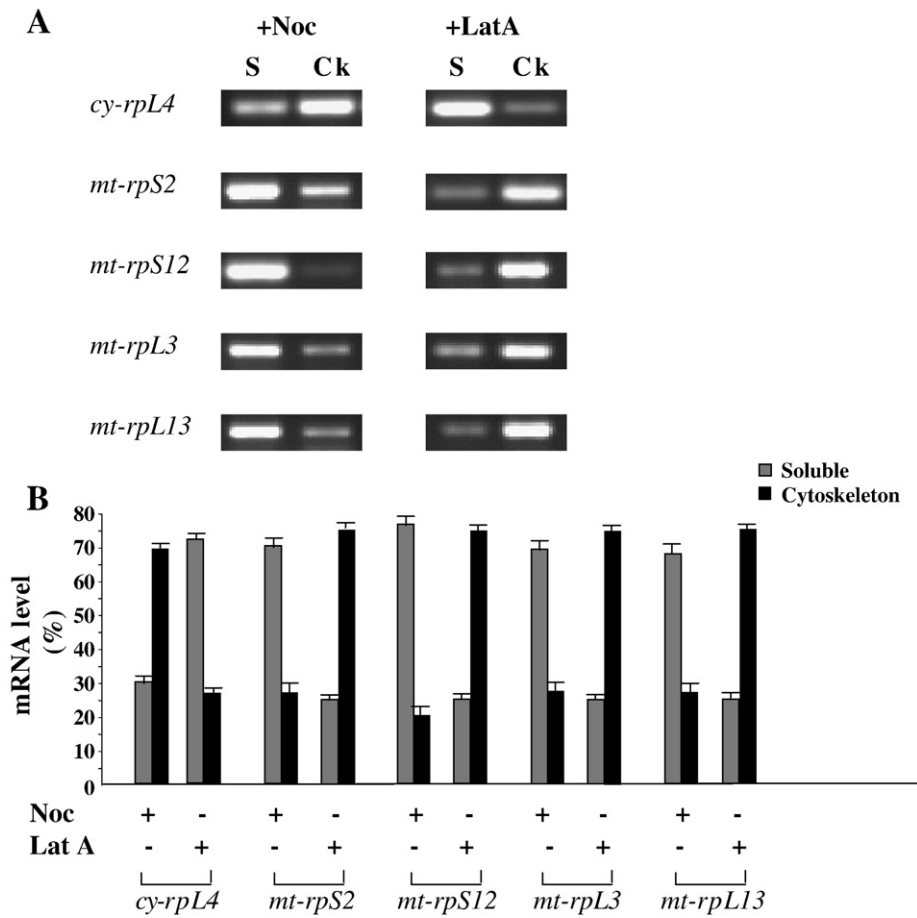 A
+Noc +LatA
S Ck S Ck
cy-rpL4
mt-rpS2
mt-rpS12
mt-rpL3
mt-rpL13
Soluble
Cytoskeleton
B
mRNA level
(%)
80
70
60
50
40
30
20
10
0
Noc + - + - + - + - + -
Lat A - + - + - + - + - +
cy-rpL4 mt-rpS2 mt-rpS12 mt-rpL3 mt-rpL13